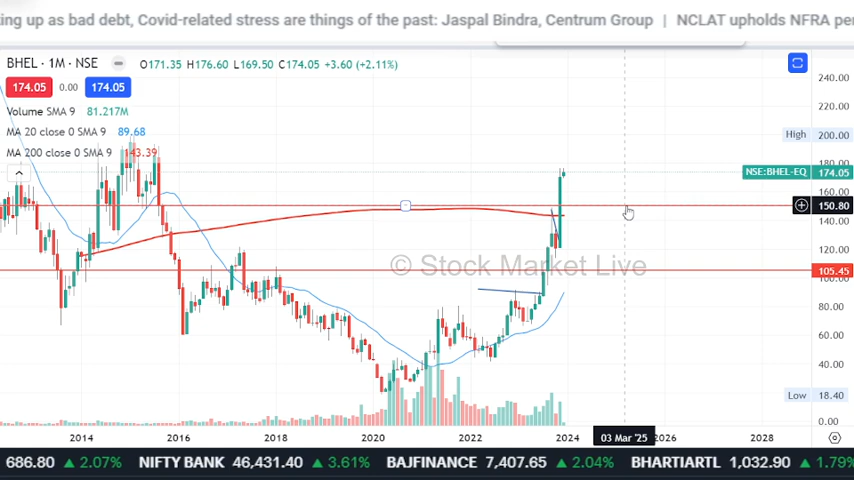 ting up as bad debt, Covid-related stress are things of the past: Jaspal Bindra, Centrum Group | NCLAT upholds NFRA pe
BHEL · 1M · NSE O171.35 H176.60 L169.50 C174.05 +3.60 (+2.11%)
174.05 0.00 174.05
Volume SMA 9 81.217M
MA 20 close 0 SMA 9 89.68
MA 200 close 0 SMA 9 143.39
240.00
220.00
High 200.00
180.00
NSE:BHEL-EQ 174.05
150.80
140.00
120.00
© Stock Market Live
105.45
100.00
80.00
60.00
40.00
Low 18.40
0.00
2014 2016 2018 2020 2022 2024 03 Mar '25 2026 2028
686.80 ▲ 2.07% NIFTY BANK 46,431.40 ▲ 3.61% BAJFINANCE 7,407.65 ▲ 2.04% BHARTIARTL 1,032.90 ▲ 1.79%